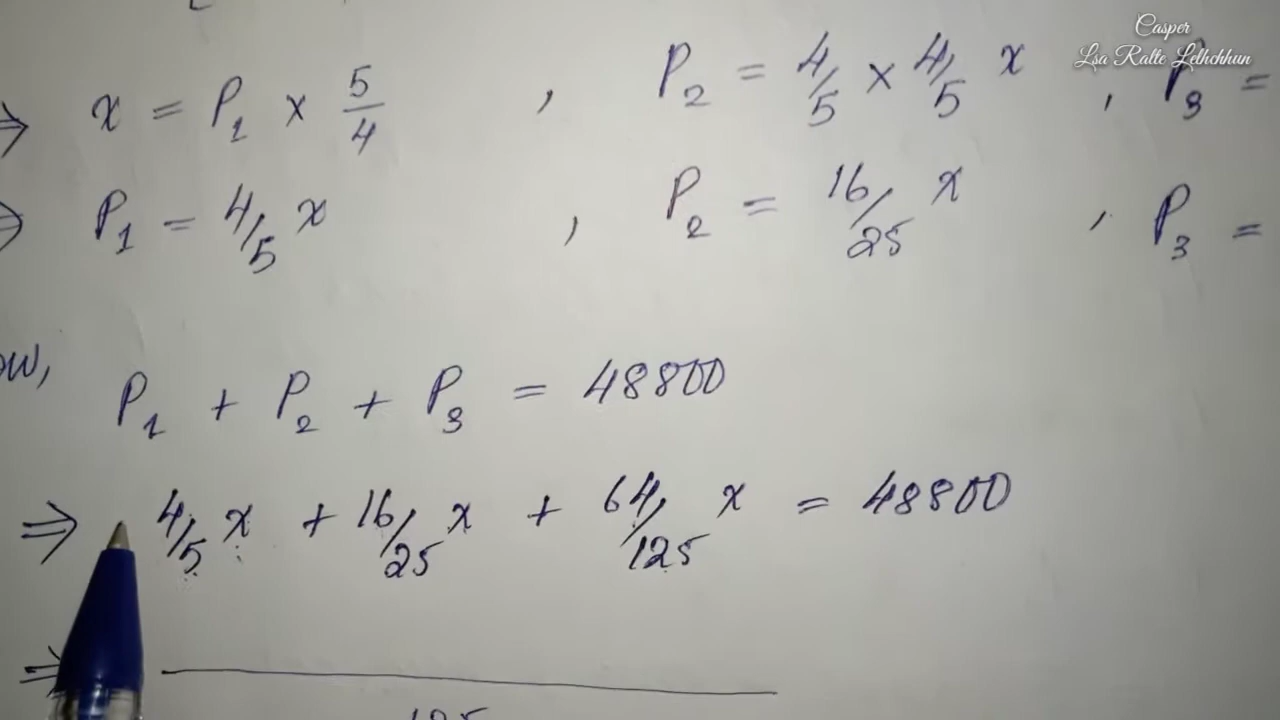 Casper
Lsa Ralte Lelhchhun
⇒ x = P₁ × 5/4 , P₂ = 4/5 × 4/5 x , P₃ =
⇒ P₁ = 4/5 x , P₂ = 16/25 x , P₃ =
ow,
P₁ + P₂ + P₃ = 48800
⇒ 4/5 x + 16/25 x + 64/125 x = 48800
⇒
125